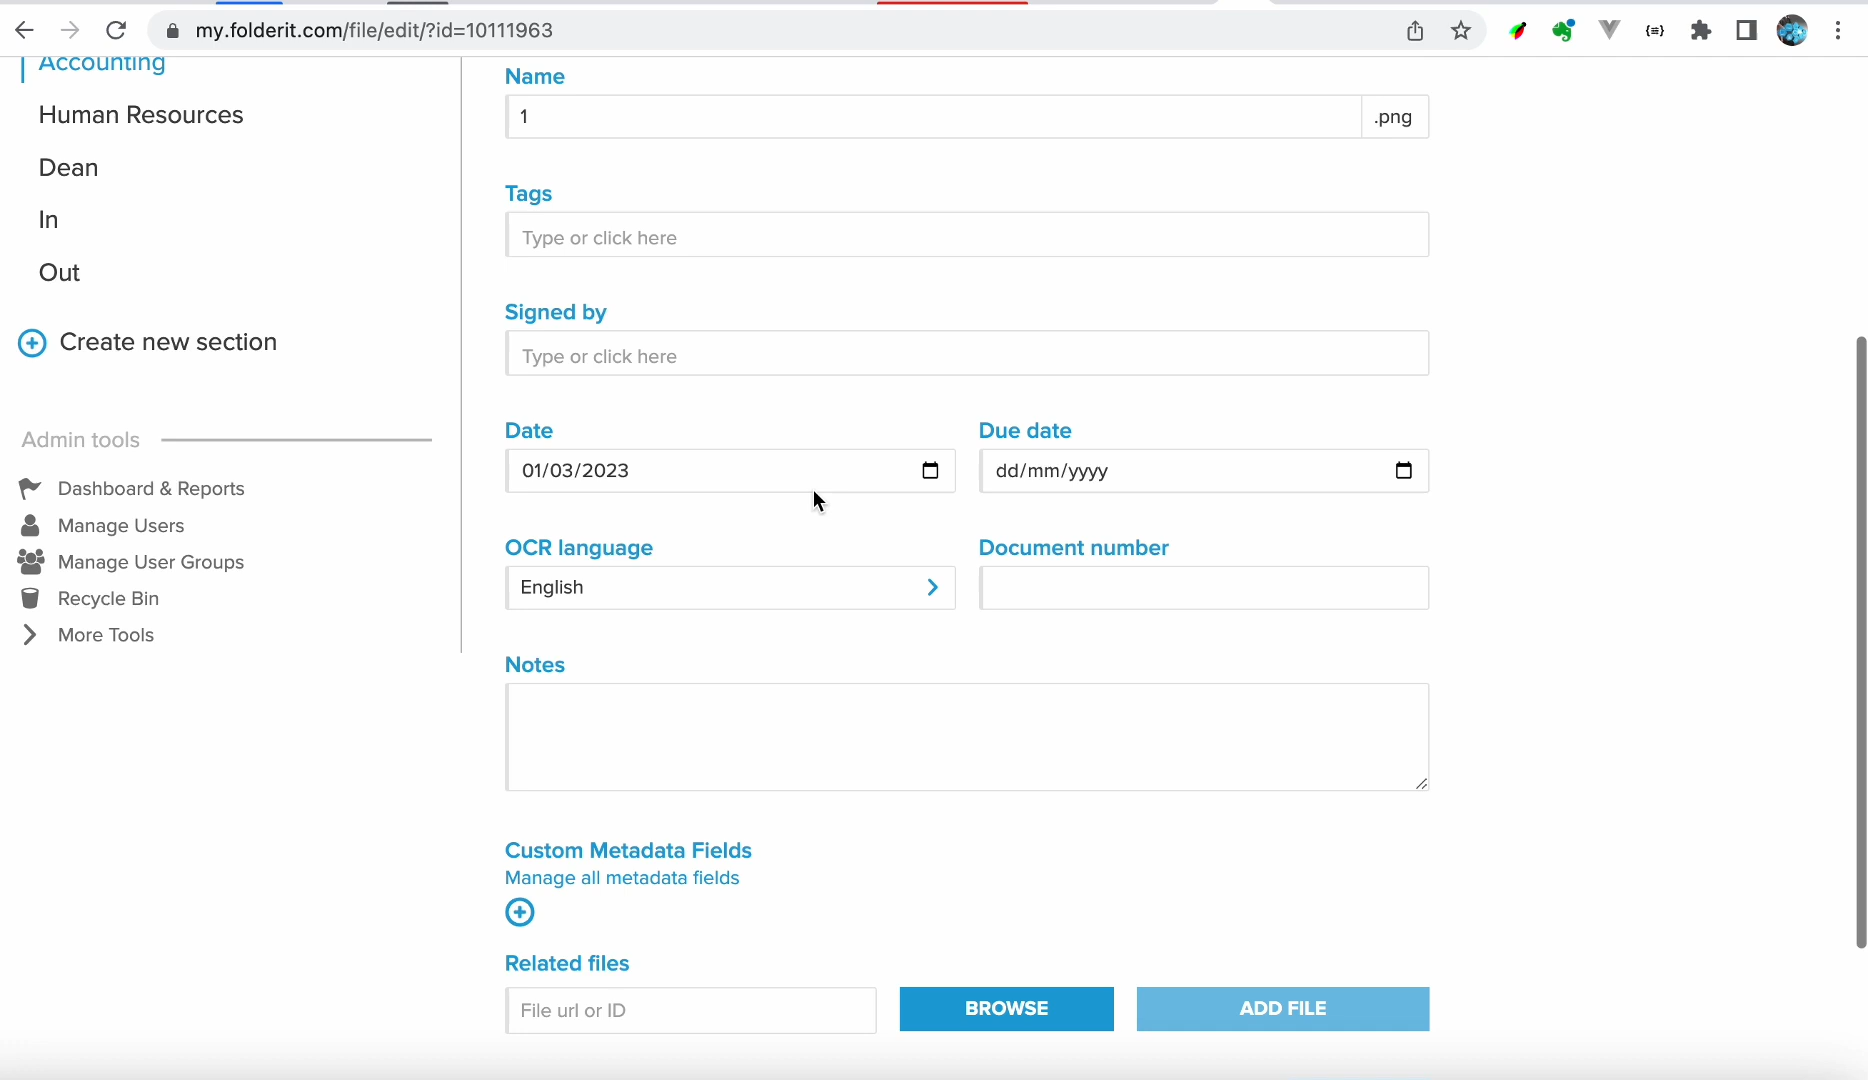 my.folderit.com/file/edit/?id=10111963
Accounting
Human Resources
Dean
In
Out
Create new section
Admin tools
Dashboard & Reports
Manage Users
Manage User Groups
Recycle Bin
More Tools
Name
1
.png
Tags
Type or click here
Signed by
Type or click here
Date
Due date
01/03/2023
dd/mm/yyyy
OCR language
Document number
English
Notes
Custom Metadata Fields
Manage all metadata fields
Related files
File url or ID
BROWSE
ADD FILE